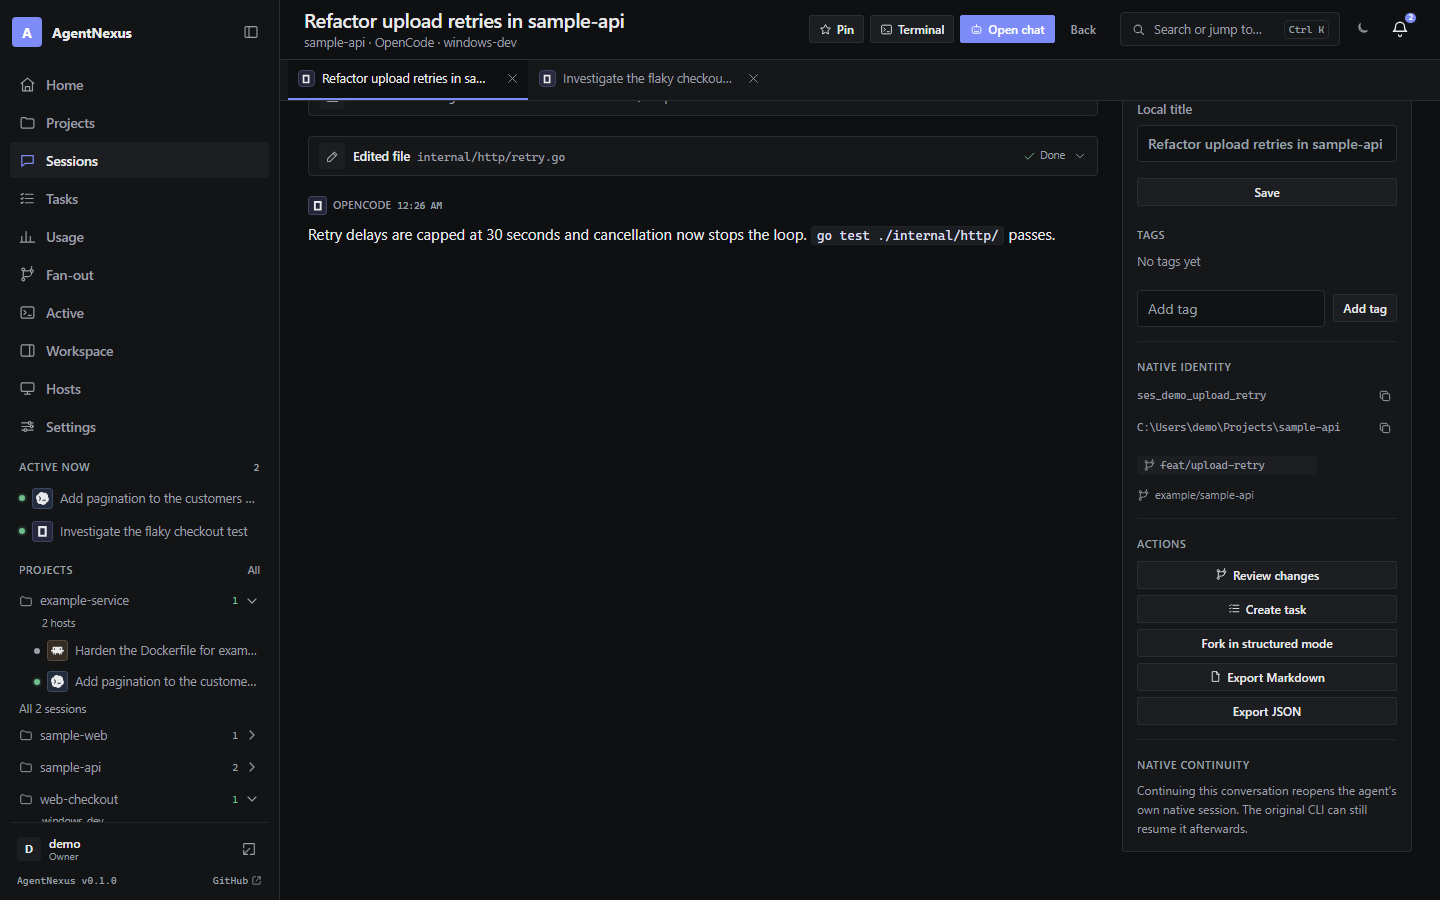 A AgentNexus
Home
Projects
Sessions
Tasks
Usage
Fan-out
Active
Workspace
Hosts
Settings
ACTIVE NOW 2
Add pagination to the customers ...
Investigate the flaky checkout test
PROJECTS All
example-service 1
2 hosts
Harden the Dockerfile for exam...
Add pagination to the custome...
All 2 sessions
sample-web 1
sample-api 2
web-checkout 1
windows-dev
D demo
Owner
AgentNexus v0.1.0 GitHub
Refactor upload retries in sample-api
sample-api · OpenCode · windows-dev
Pin
Terminal
Open chat
Back
Search or jump to... Ctrl K
2
Refactor upload retries in sa...
Investigate the flaky checkou...
Edited file internal/http/retry.go Done
OPENCODE 12:26 AM
Retry delays are capped at 30 seconds and cancellation now stops the loop. go test ./internal/http/ passes.
Local title
Refactor upload retries in sample-api
Save
TAGS
No tags yet
Add tag Add tag
NATIVE IDENTITY
ses_demo_upload_retry
C:\Users\demo\Projects\sample-api
feat/upload-retry
example/sample-api
ACTIONS
Review changes
Create task
Fork in structured mode
Export Markdown
Export JSON
NATIVE CONTINUITY
Continuing this conversation reopens the agent's
own native session. The original CLI can still
resume it afterwards.